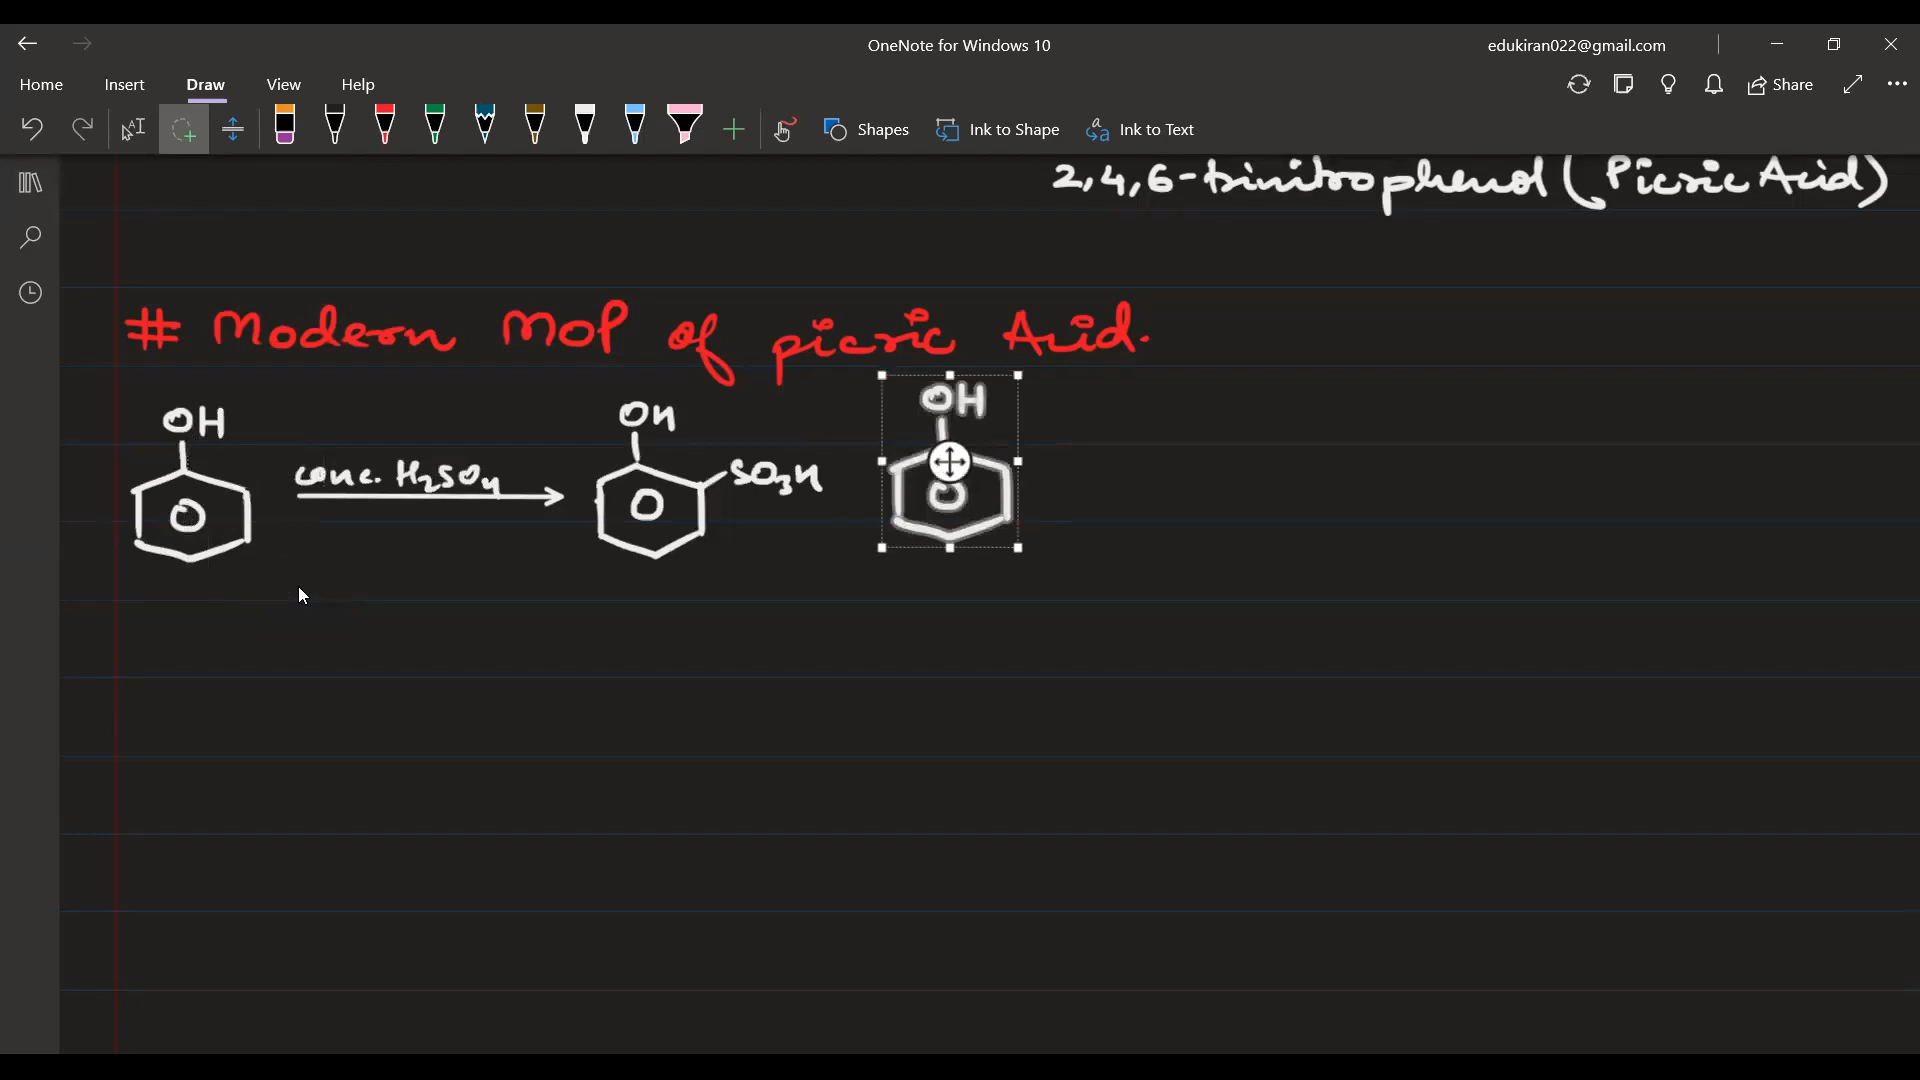 OneNote for Windows 10
edukiran022@gmail.com
Home Insert Draw View Help
Share
Shapes Ink to Shape Ink to Text
2,4,6-trinitrophenol (Picric Acid)
# Modern MOP of picric Acid.
OH OH OH
conc. H₂SO₄ SO₃H